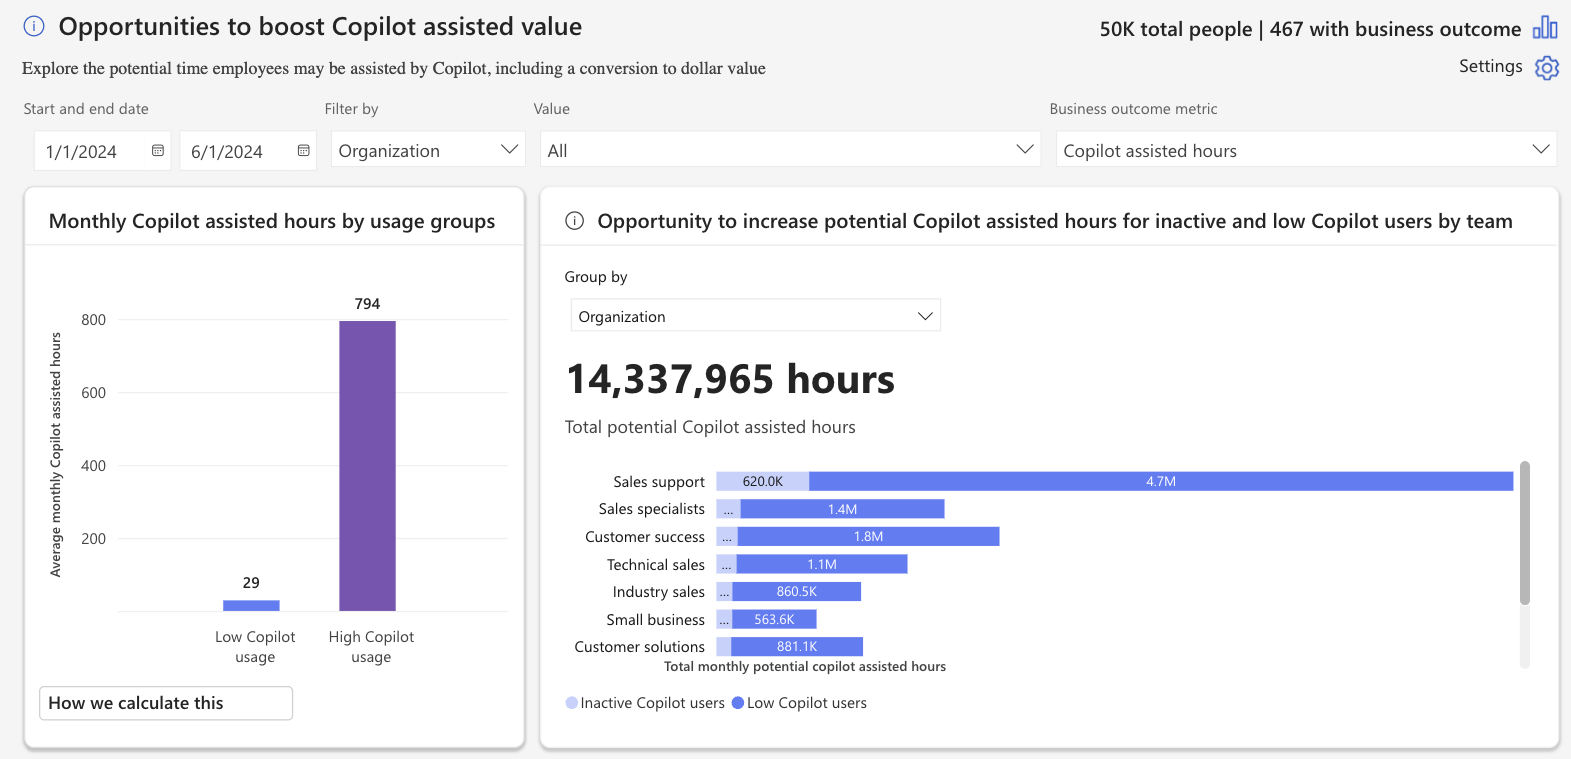 Opportunities to boost Copilot assisted value
50K total people | 467 with business outcome
Explore the potential time employees may be assisted by Copilot, including a conversion to dollar value
Settings
Start and end date
Filter by
Value
Business outcome metric
1/1/2024
6/1/2024
Organization
All
Copilot assisted hours
Monthly Copilot assisted hours by usage groups
Average monthly Copilot assisted hours
800
600
400
200
29
794
Low Copilot
usage
High Copilot
usage
How we calculate this
Opportunity to increase potential Copilot assisted hours for inactive and low Copilot users by team
Group by
Organization
14,337,965 hours
Total potential Copilot assisted hours
Sales support 620.0K 4.7M
Sales specialists ... 1.4M
Customer success ... 1.8M
Technical sales ... 1.1M
Industry sales ... 860.5K
Small business ... 563.6K
Customer solutions 881.1K
Total monthly potential copilot assisted hours
Inactive Copilot users Low Copilot users